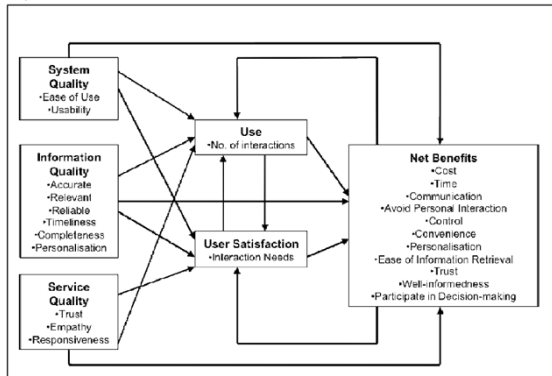 System
Quality
•Ease of Use
•Usability
Information
Quality
•Accurate
•Relevant
•Reliable
•Timeliness
•Completeness
•Personalisation
Service
Quality
•Trust
•Empathy
•Responsiveness
Use
•No. of interactions
User Satisfaction
•Interaction Needs
Net Benefits
•Cost
•Time
•Communication
•Avoid Personal Interaction
•Control
•Convenience
•Personalisation
•Ease of Information Retrieval
•Trust
•Well-informedness
•Participate in Decision-making